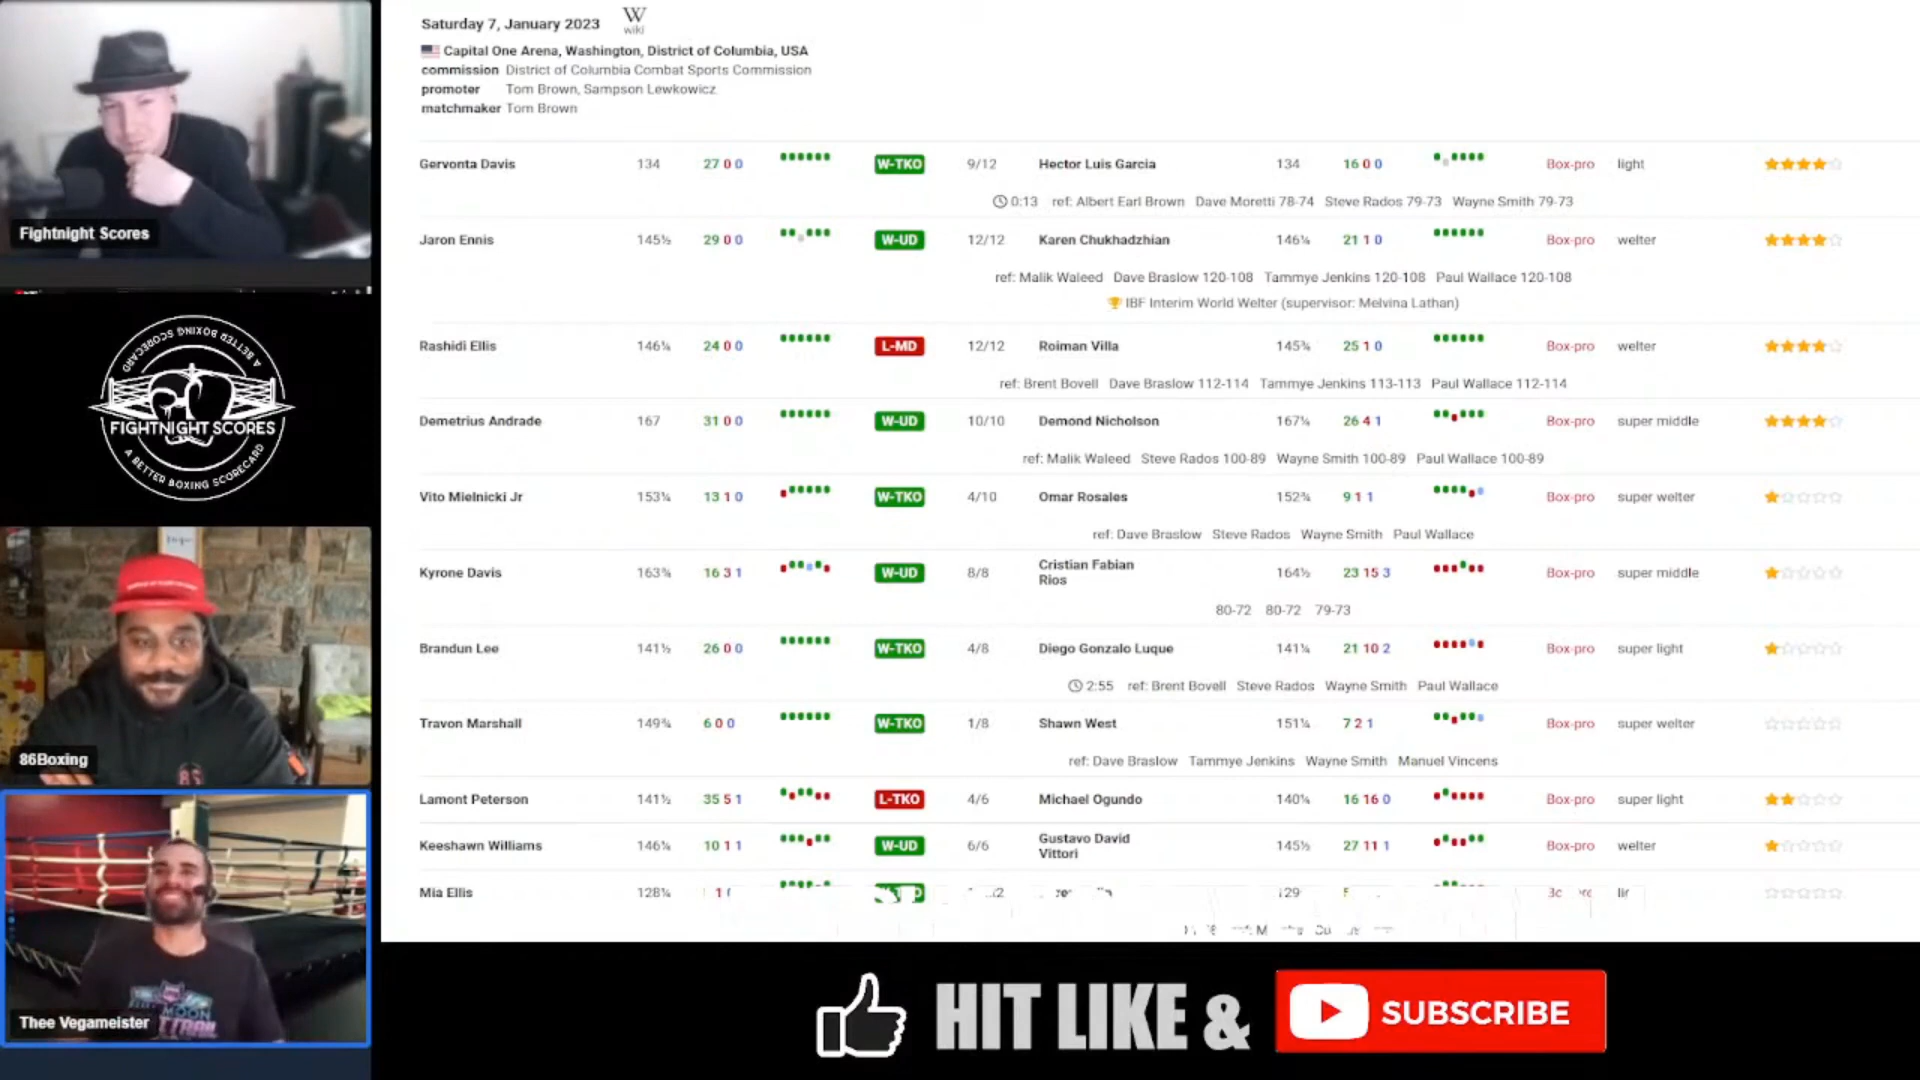 Saturday 7, January 2023
W
wiki
Capital One Arena, Washington, District of Columbia, USA
commission District of Columbia Combat Sports Commission
promoter Tom Brown, Sampson Lewkowicz
matchmaker Tom Brown
Gervonta Davis 134 27 0 0 W-TKO 9/12 Hector Luis Garcia 134 16 0 0 Box-pro light
0:13 ref: Albert Earl Brown Dave Moretti 78-74 Steve Rados 79-73 Wayne Smith 79-73
Jaron Ennis 145½ 29 0 0 W-UD 12/12 Karen Chukhadzhian 146¼ 21 1 0 Box-pro welter
ref: Malik Waleed Dave Braslow 120-108 Tammye Jenkins 120-108 Paul Wallace 120-108
IBF Interim World Welter (supervisor: Melvina Lathan)
Rashidi Ellis 146¼ 24 0 0 L-MD 12/12 Roiman Villa 145¾ 25 1 0 Box-pro welter
ref: Brent Bovell Dave Braslow 112-114 Tammye Jenkins 113-113 Paul Wallace 112-114
Demetrius Andrade 167 31 0 0 W-UD 10/10 Demond Nicholson 167¼ 26 4 1 Box-pro super middle
ref: Malik Waleed Steve Rados 100-89 Wayne Smith 100-89 Paul Wallace 100-89
Vito Mielnicki Jr 153¼ 13 1 0 W-TKO 4/10 Omar Rosales 152¾ 9 1 1 Box-pro super welter
ref: Dave Braslow Steve Rados Wayne Smith Paul Wallace
Kyrone Davis 163¾ 16 3 1 W-UD 8/8 Cristian Fabian Rios 164½ 23 15 3 Box-pro super middle
80-72 80-72 79-73
Brandun Lee 141½ 26 0 0 W-TKO 4/8 Diego Gonzalo Luque 141¼ 21 10 2 Box-pro super light
2:55 ref: Brent Bovell Steve Rados Wayne Smith Paul Wallace
Travon Marshall 149¾ 6 0 0 W-TKO 1/8 Shawn West 151¼ 7 2 1 Box-pro super welter
ref: Dave Braslow Tammye Jenkins Wayne Smith Manuel Vincens
Lamont Peterson 141½ 35 5 1 L-TKO 4/6 Michael Ogundo 140¼ 16 16 0 Box-pro super light
Keeshawn Williams 146¼ 10 1 1 W-UD 6/6 Gustavo David Vittori 145½ 27 11 1 Box-pro welter
Mia Ellis 128¼ 129
Fightnight Scores
A BETTER BOXING SCORECARD
FIGHTNIGHT SCORES
A BETTER BOXING SCORECARD
86Boxing
Thee Vegameister
MOON
HIT LIKE &
SUBSCRIBE